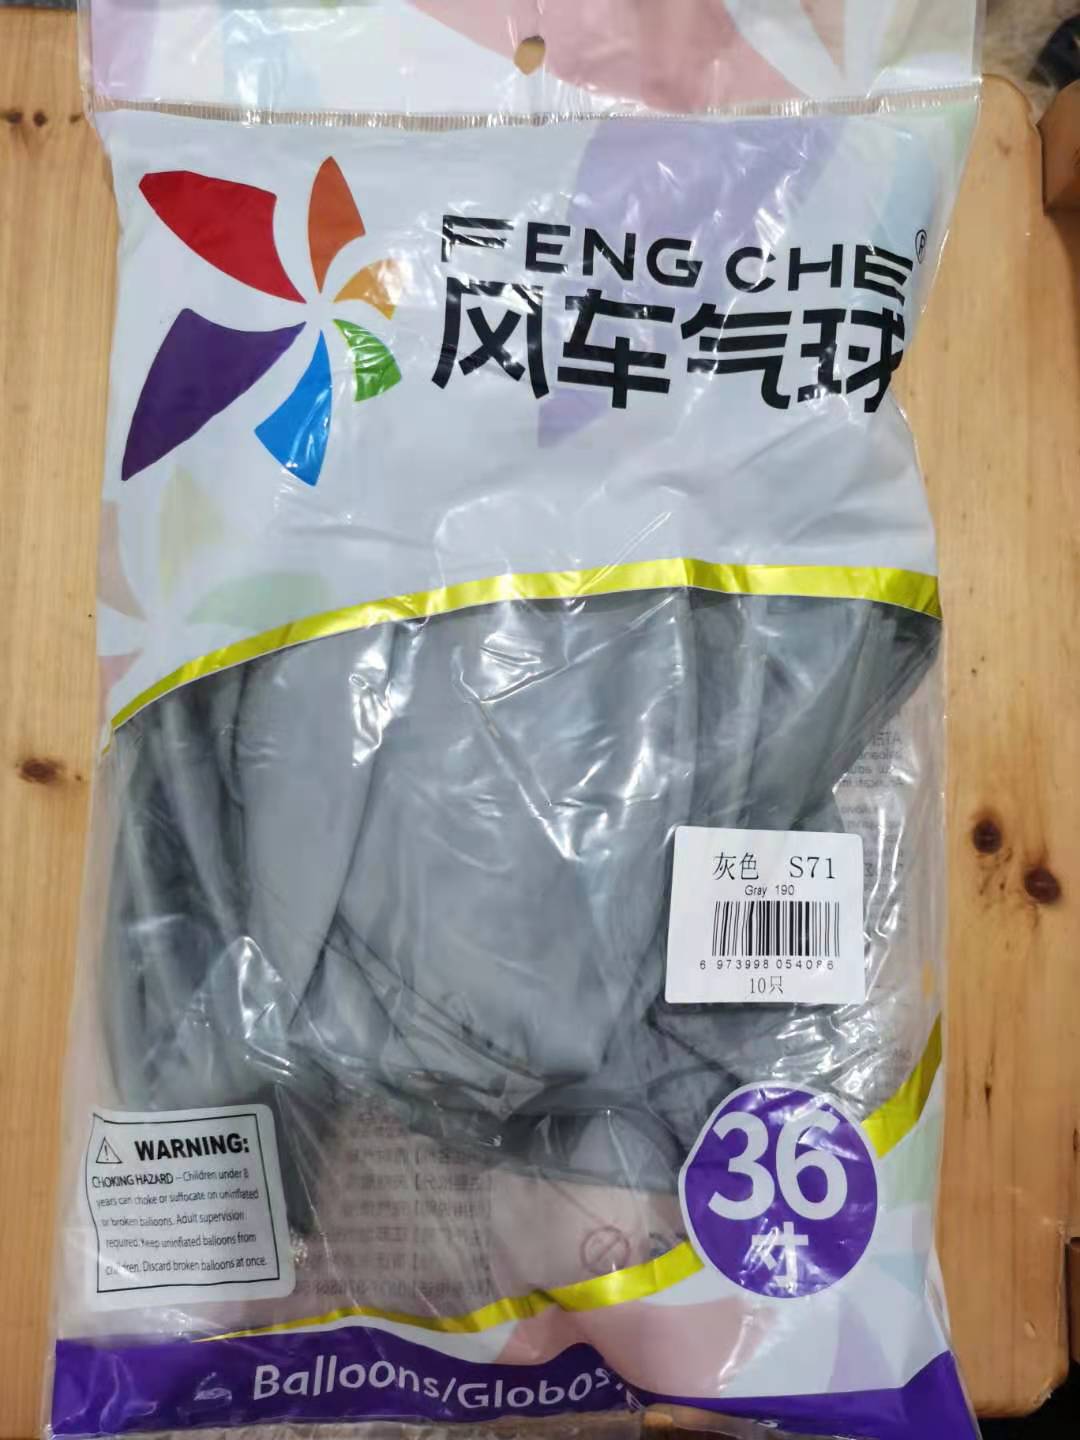 FENG CHE®
风车气球
灰色 S71
Gray 190
6 973998 054086
10只
36
寸
WARNING:
CHOKING HAZARD – Children under 8
years can choke or suffocate on uninflated
or broken balloons. Adult supervision
required. Keep uninflated balloons from
children. Discard broken balloons at once.
Balloons/Globos